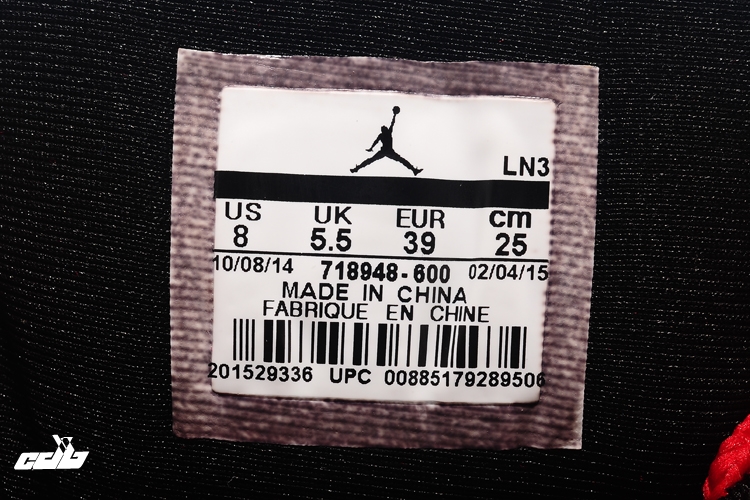 LN3
US UK EUR cm
8 5.5 39 25
10/08/14 718948-600 02/04/15
MADE IN CHINA
FABRIQUE EN CHINE
201529336 UPC 00885179289506
cdb